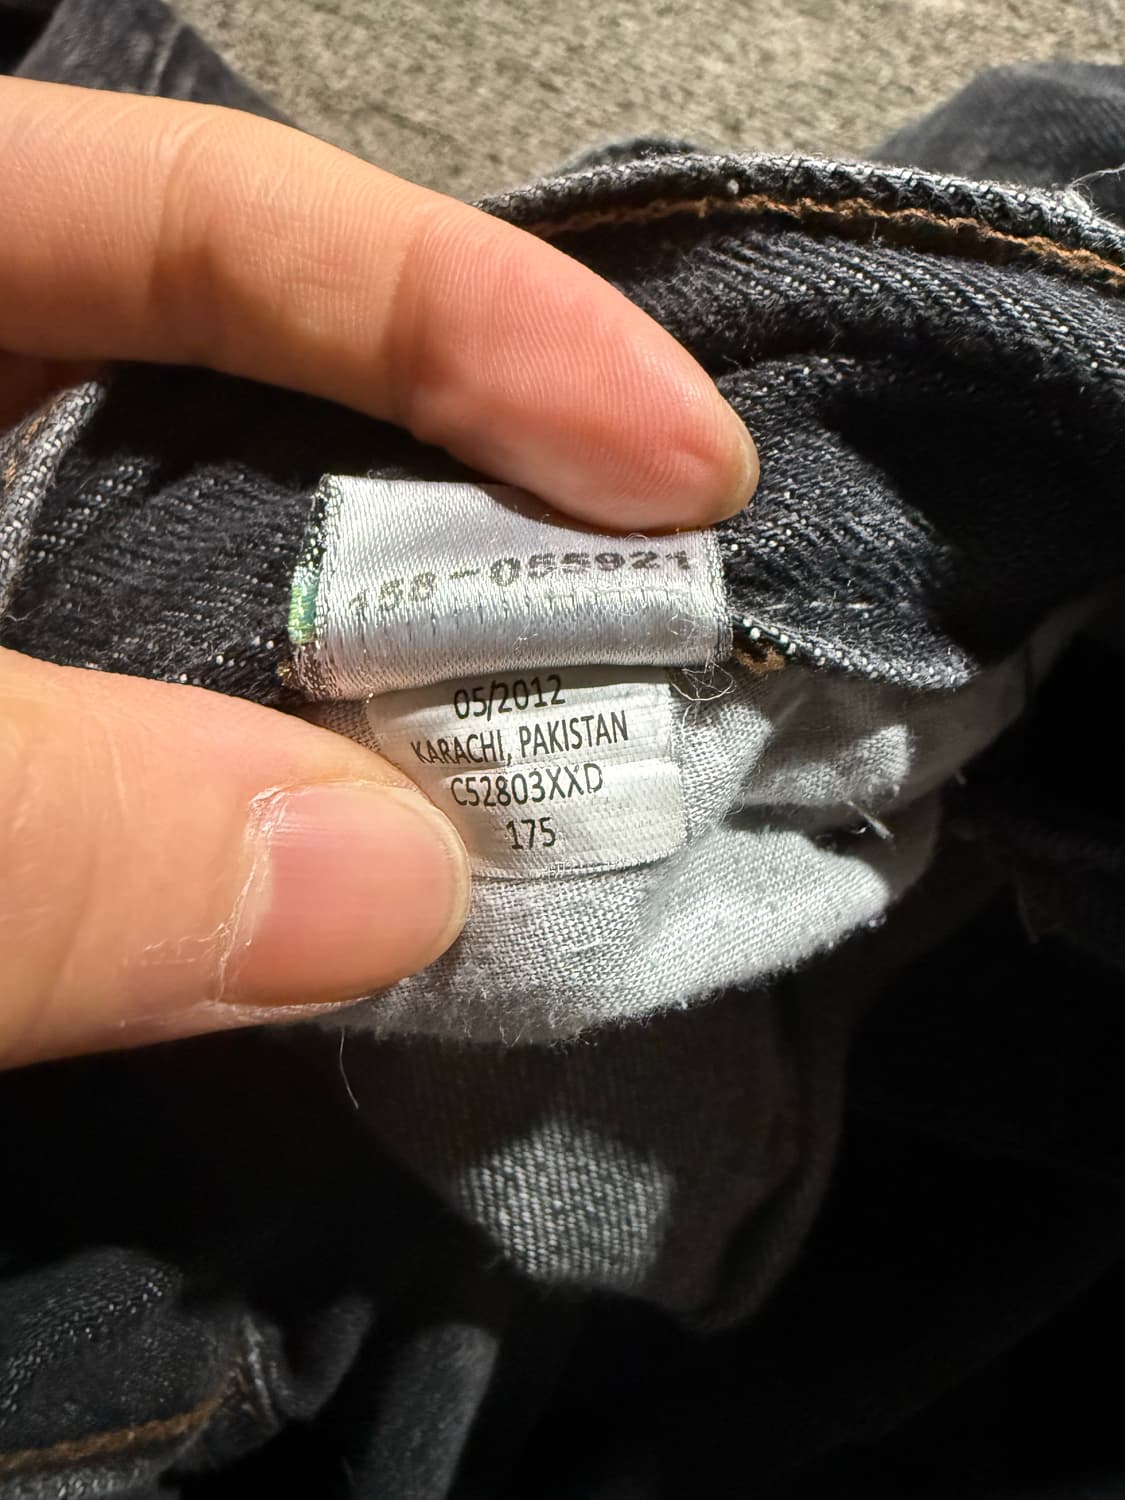 158-055921
05/2012
KARACHI, PAKISTAN
C52803XXD
175